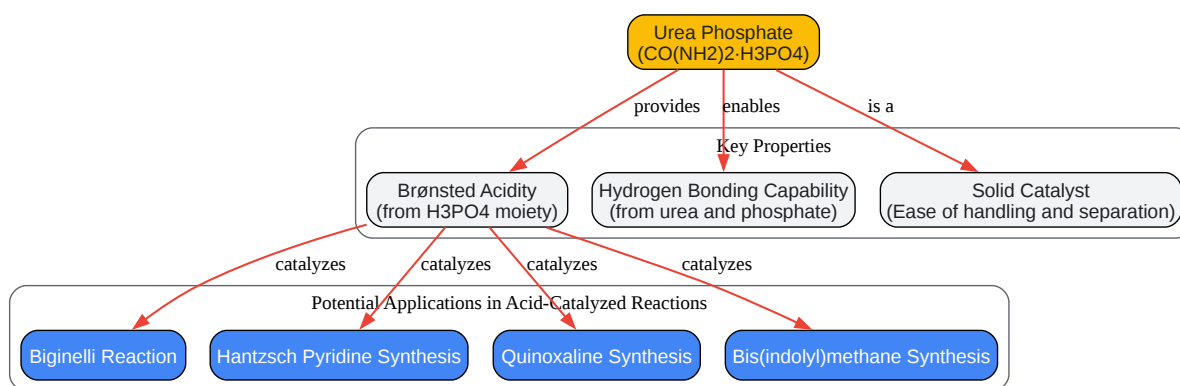 Urea Phosphate
(CO(NH2)2·H3PO4)
provides
enables
is a
Key Properties
Brønsted Acidity
(from H3PO4 moiety)
Hydrogen Bonding Capability
(from urea and phosphate)
Solid Catalyst
(Ease of handling and separation)
catalyzes
catalyzes
catalyzes
catalyzes
Potential Applications in Acid-Catalyzed Reactions
Biginelli Reaction
Hantzsch Pyridine Synthesis
Quinoxaline Synthesis
Bis(indolyl)methane Synthesis